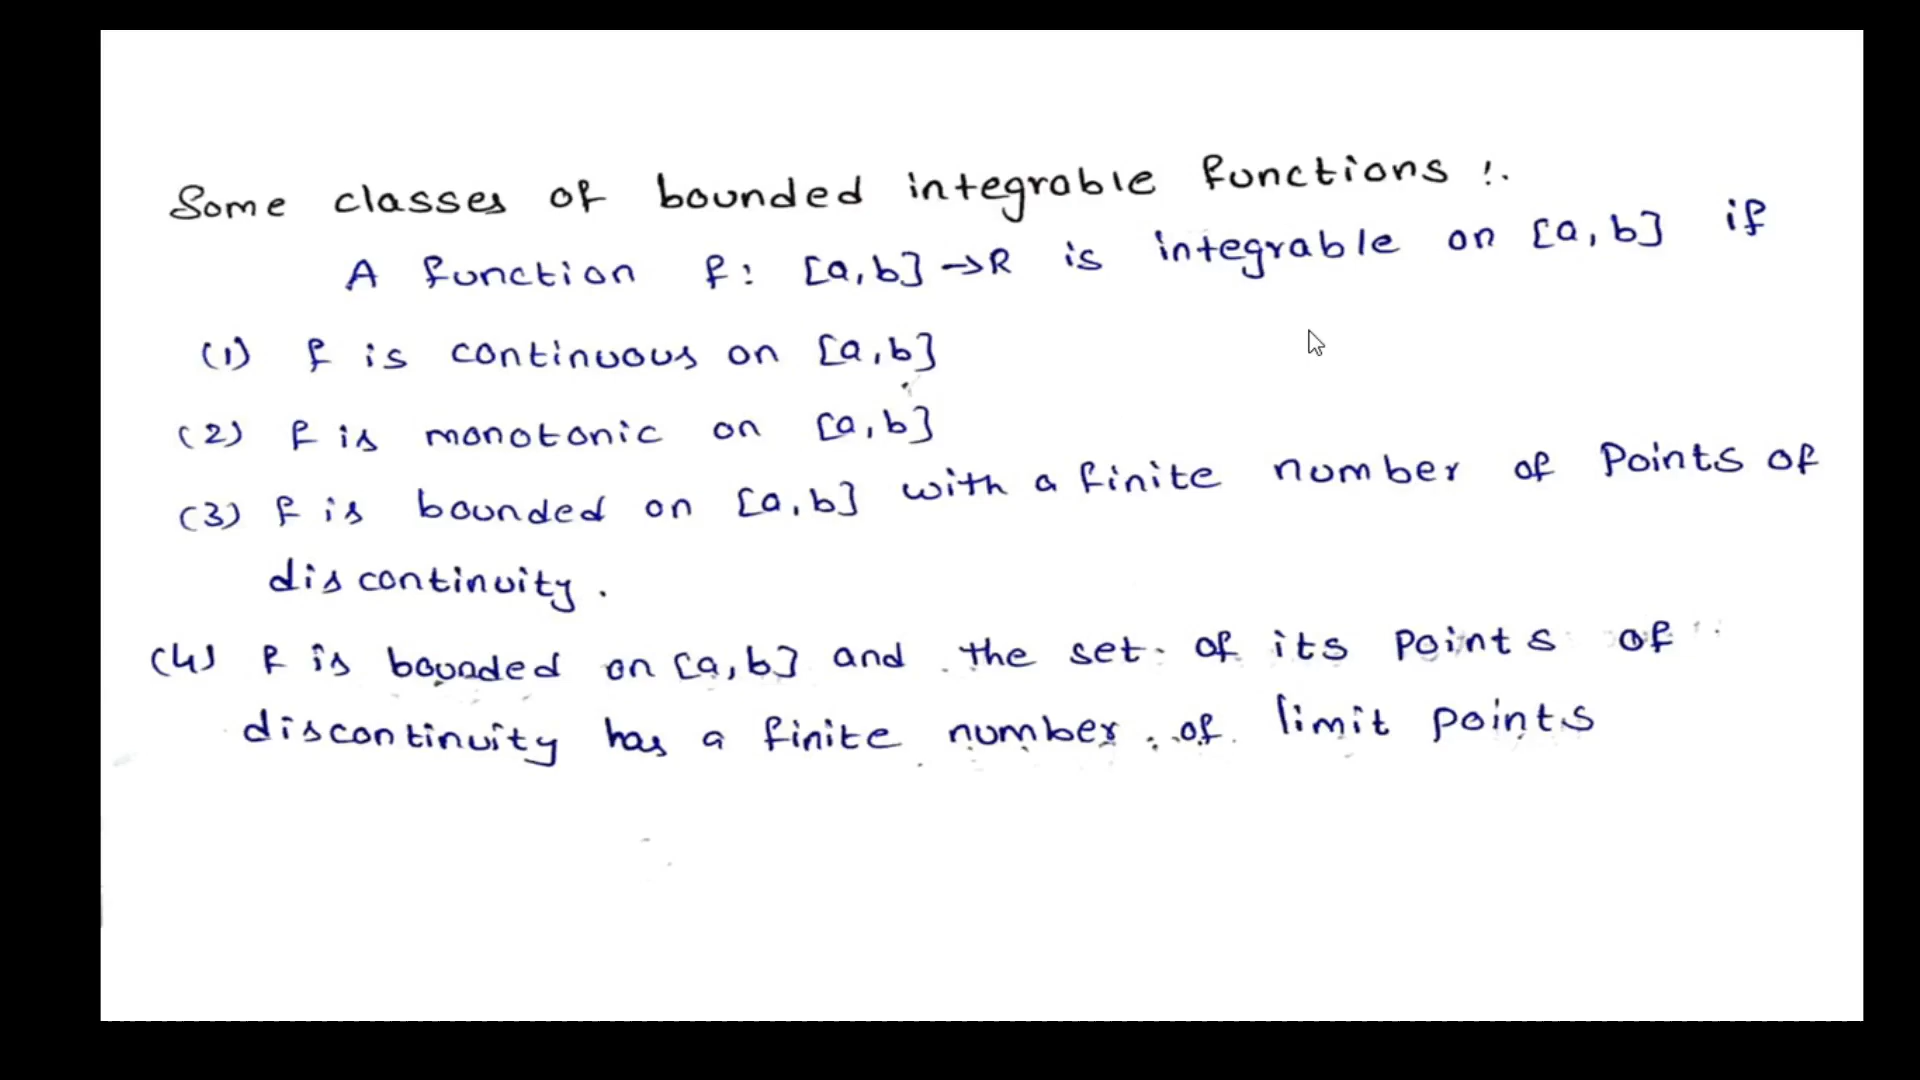 Some classes of bounded integrable functions :.
A function f: [a,b] →R is integrable on [a,b] if
(1) f is continuous on [a,b]
(2) f is monotonic on [a,b]
(3) f is bounded on [a,b] with a finite number of Points of
discontinuity.
(4) f is bounded on [a,b] and the set of its points of
discontinuity has a finite number of limit points